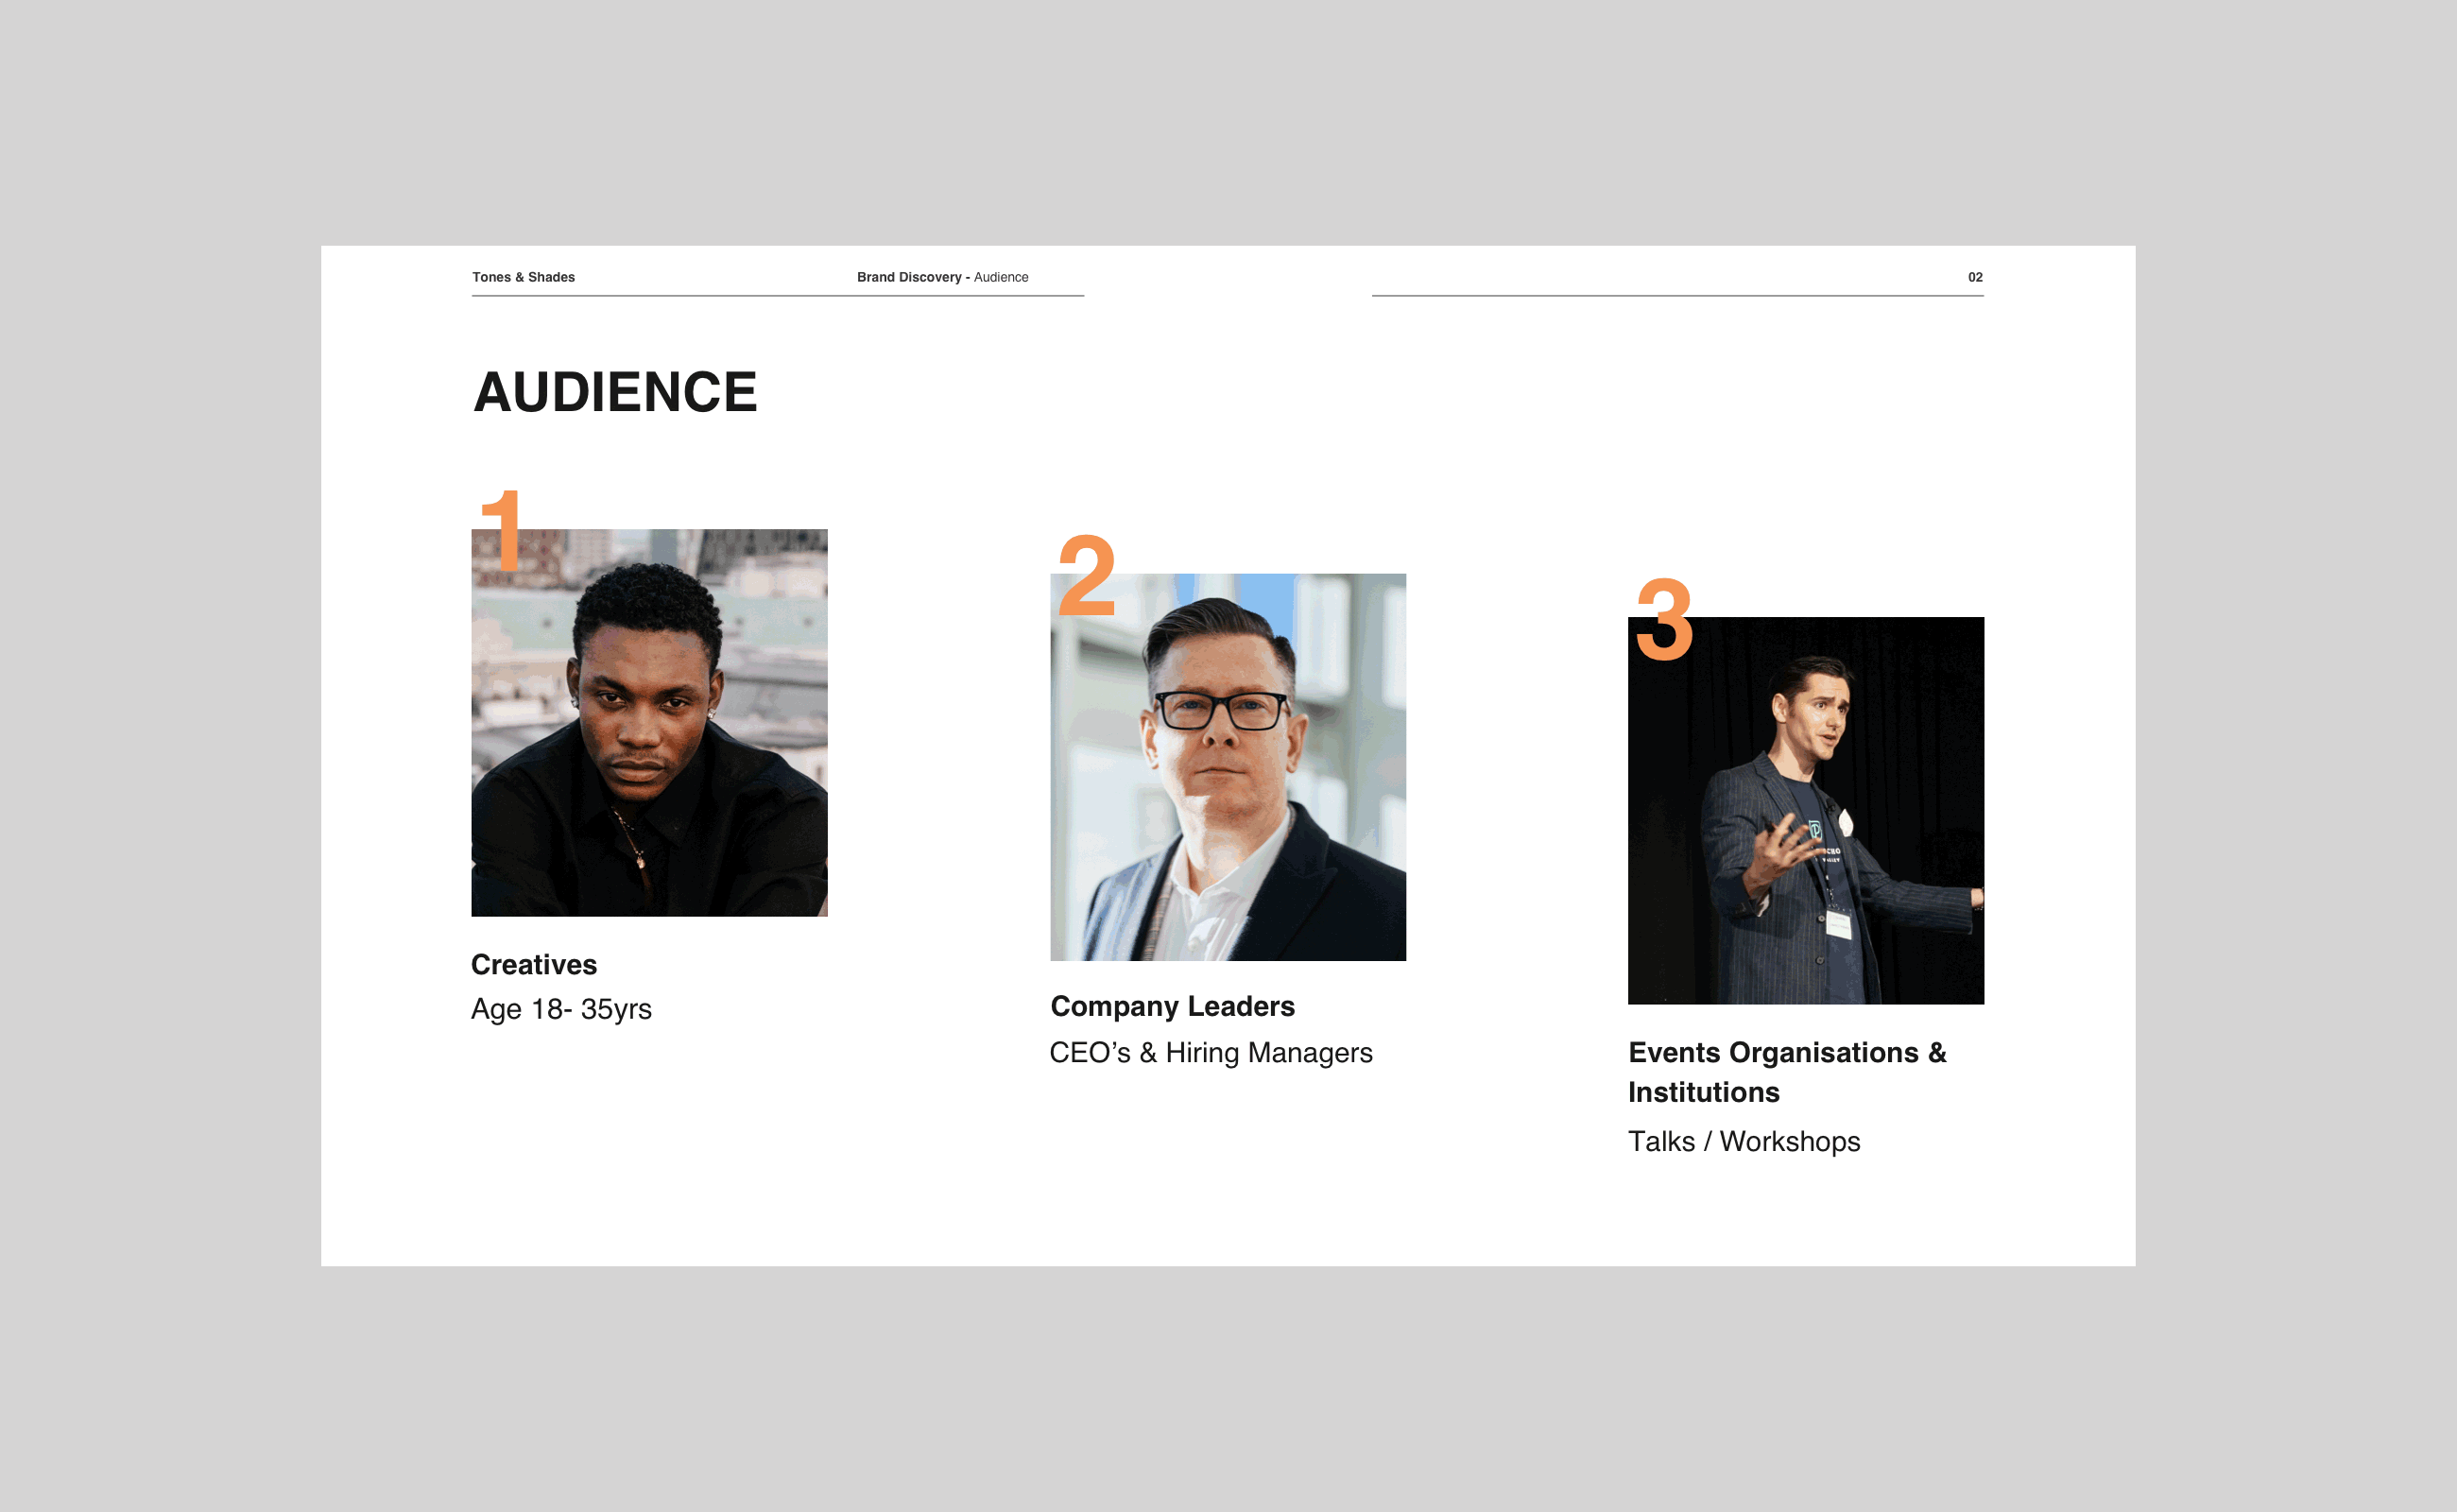 Tones & Shades
Brand Discovery - Audience
02
AUDIENCE
1
Creatives
Age 18- 35yrs
2
Company Leaders
CEO’s & Hiring Managers
3
Events Organisations &
Institutions
Talks / Workshops